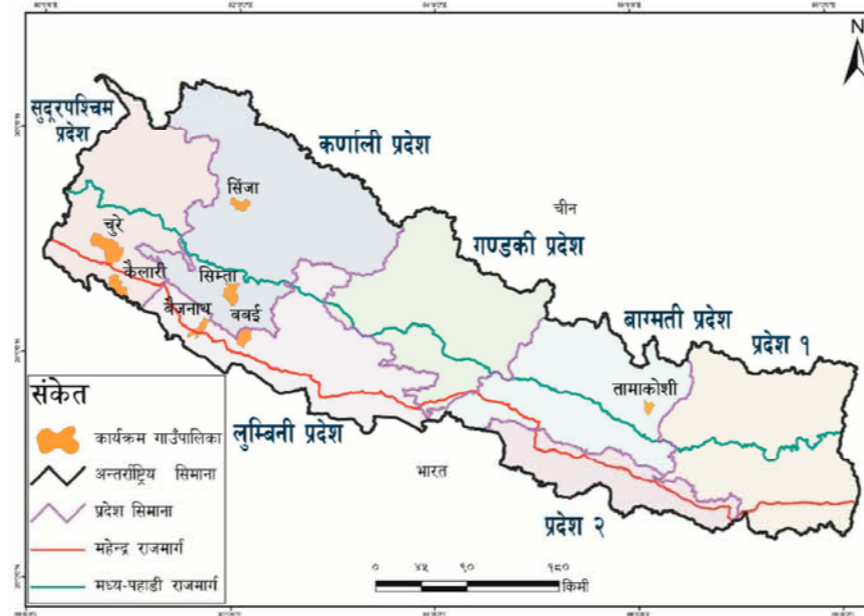 N
सुदूरपश्चिम
प्रदेश
कर्णाली प्रदेश
सिंजा
चीन
चुरे
गण्डकी प्रदेश
कैलारी
सिम्ता
बैजनाथ
बबई
बाग्मती प्रदेश
प्रदेश १
तामाकोशी
संकेत
कार्यक्रम गाउँपालिका
अन्तर्राष्ट्रिय सिमाना
प्रदेश सिमाना
महेन्द्र राजमार्ग
मध्य-पहाडी राजमार्ग
लुम्बिनी प्रदेश
भारत
प्रदेश २
० ४५ ९० १८०
किमी